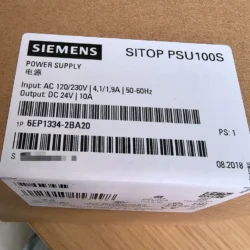 SIEMENS
SITOP PSU100S
POWER SUPPLY
电源
Input: AC 120/230V | 4,1/1,9A | 50-60Hz
Output: DC 24V | 10A
1P 6EP1334-2BA20
PS: 1
S
08.2018